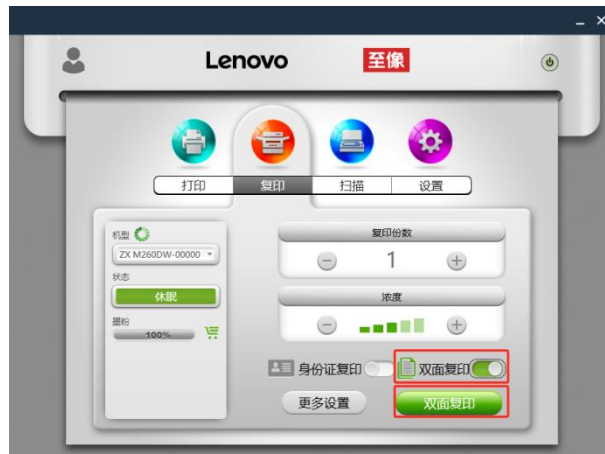 Lenovo 至像
打印 复印 扫描 设置
机型
ZX M260DW-00000
状态
休眠
墨粉
100%
复印份数
1
浓度
身份证复印 双面复印
更多设置 双面复印